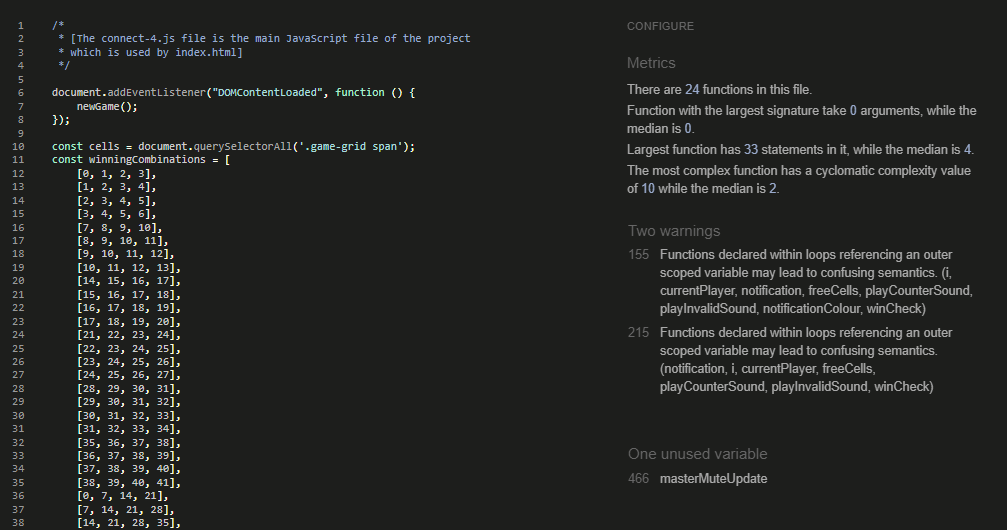 1 /*
2  * [The connect-4.js file is the main JavaScript file of the project
3  * which is used by index.html]
4  */
5
6 document.addEventListener("DOMContentLoaded", function () {
7     newGame();
8 });
9
10 const cells = document.querySelectorAll('.game-grid span');
11 const winningCombinations = [
12     [0, 1, 2, 3],
13     [1, 2, 3, 4],
14     [2, 3, 4, 5],
15     [3, 4, 5, 6],
16     [7, 8, 9, 10],
17     [8, 9, 10, 11],
18     [9, 10, 11, 12],
19     [10, 11, 12, 13],
20     [14, 15, 16, 17],
21     [15, 16, 17, 18],
22     [16, 17, 18, 19],
23     [17, 18, 19, 20],
24     [21, 22, 23, 24],
25     [22, 23, 24, 25],
26     [23, 24, 25, 26],
27     [24, 25, 26, 27],
28     [28, 29, 30, 31],
29     [29, 30, 31, 32],
30     [30, 31, 32, 33],
31     [31, 32, 33, 34],
32     [35, 36, 37, 38],
33     [36, 37, 38, 39],
34     [37, 38, 39, 40],
35     [38, 39, 40, 41],
36     [0, 7, 14, 21],
37     [7, 14, 21, 28],
38     [14, 21, 28, 35],
CONFIGURE
Metrics
There are 24 functions in this file.
Function with the largest signature take 0 arguments, while the
median is 0.
Largest function has 33 statements in it, while the median is 4.
The most complex function has a cyclomatic complexity value
of 10 while the median is 2.
Two warnings
155 Functions declared within loops referencing an outer
scoped variable may lead to confusing semantics. (i,
currentPlayer, notification, freeCells, playCounterSound,
playInvalidSound, notificationColour, winCheck)
215 Functions declared within loops referencing an outer
scoped variable may lead to confusing semantics.
(notification, i, currentPlayer, freeCells,
playCounterSound, playInvalidSound, winCheck)
One unused variable
466 masterMuteUpdate